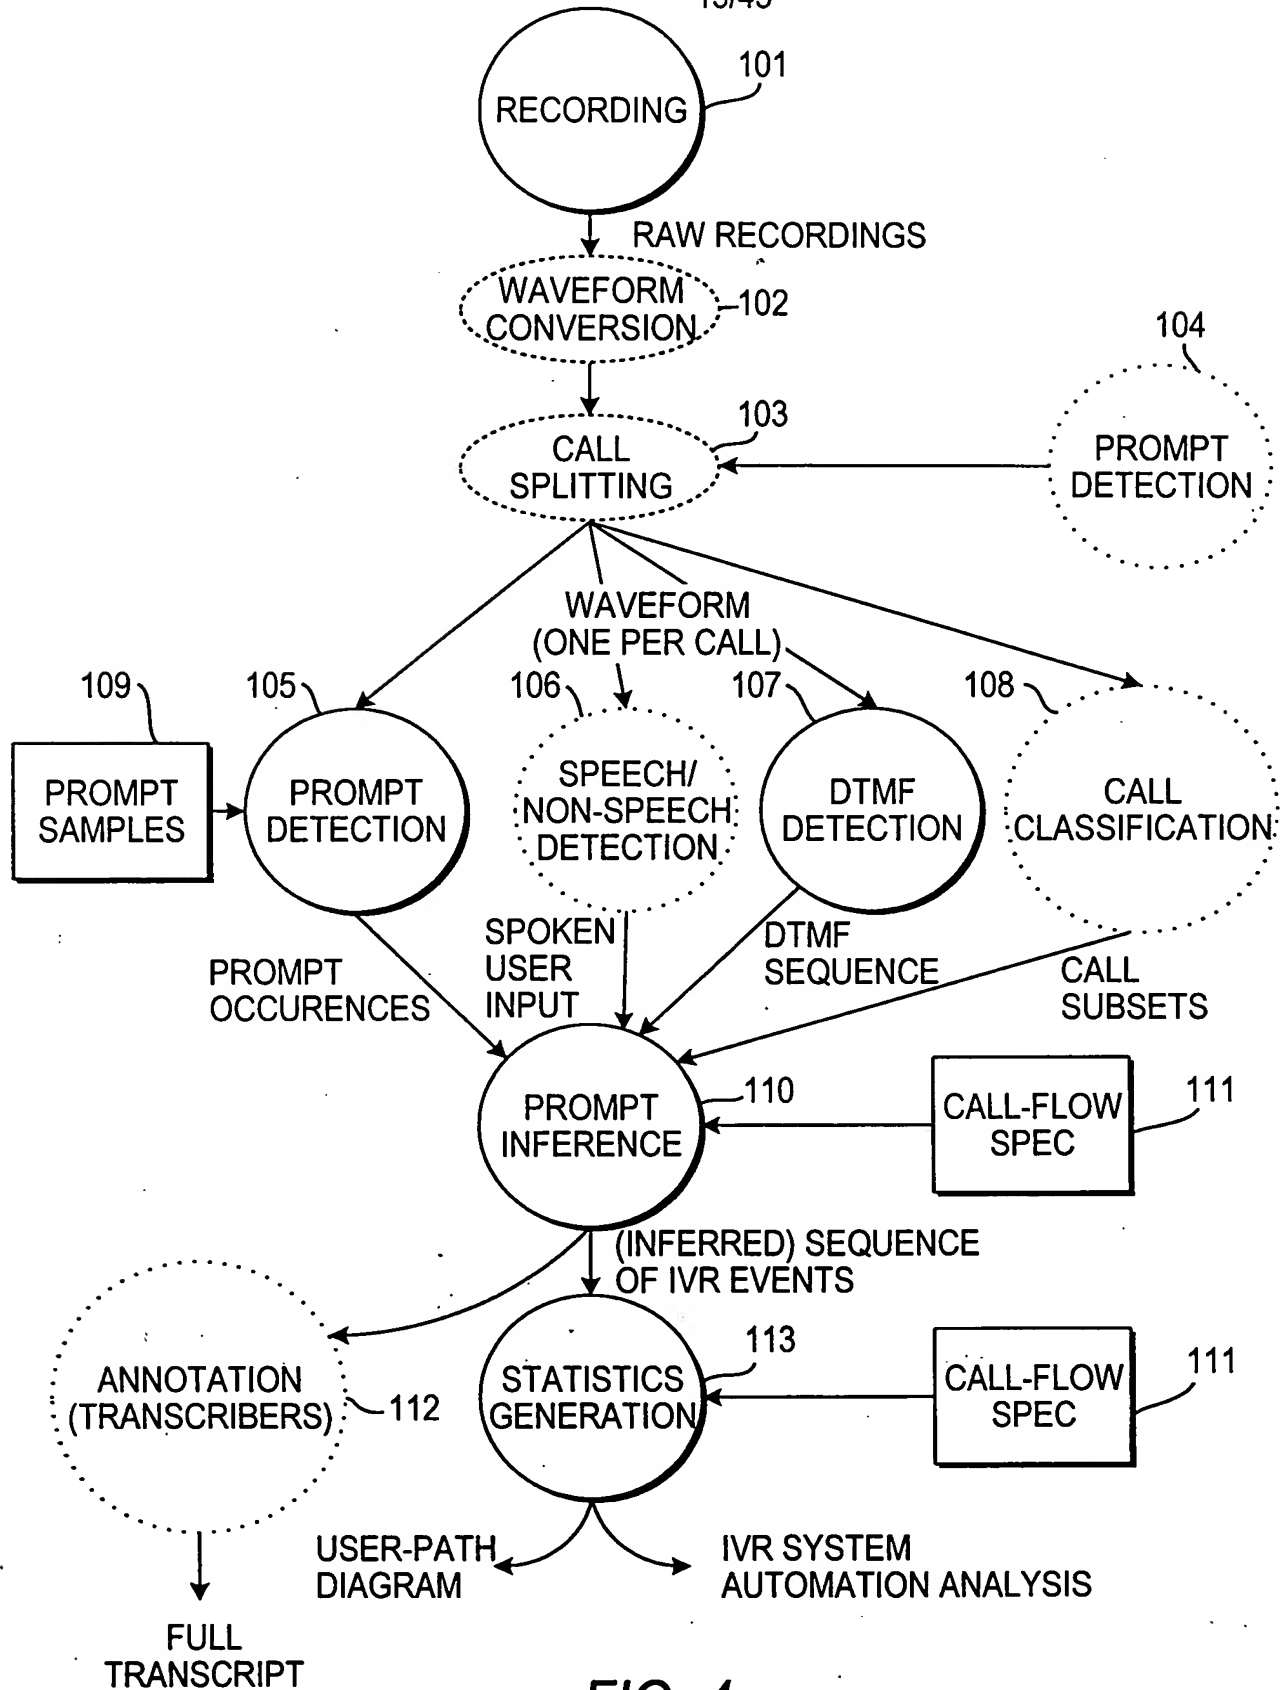 RECORDING
101
RAW RECORDINGS
WAVEFORM
CONVERSION
102
104
103
CALL
SPLITTING
PROMPT
DETECTION
WAVEFORM
(ONE PER CALL)
109
105
106
107
108
PROMPT
SAMPLES
PROMPT
DETECTION
SPEECH/
NON-SPEECH
DETECTION
DTMF
DETECTION
CALL
CLASSIFICATION
PROMPT
OCCURENCES
SPOKEN
USER
INPUT
DTMF
SEQUENCE
CALL
SUBSETS
PROMPT
INFERENCE
110
CALL-FLOW
SPEC
111
(INFERRED) SEQUENCE
OF IVR EVENTS
ANNOTATION
(TRANSCRIBERS)
112
STATISTICS
GENERATION
113
CALL-FLOW
SPEC
111
USER-PATH
DIAGRAM
IVR SYSTEM
AUTOMATION ANALYSIS
FULL
TRANSCRIPT